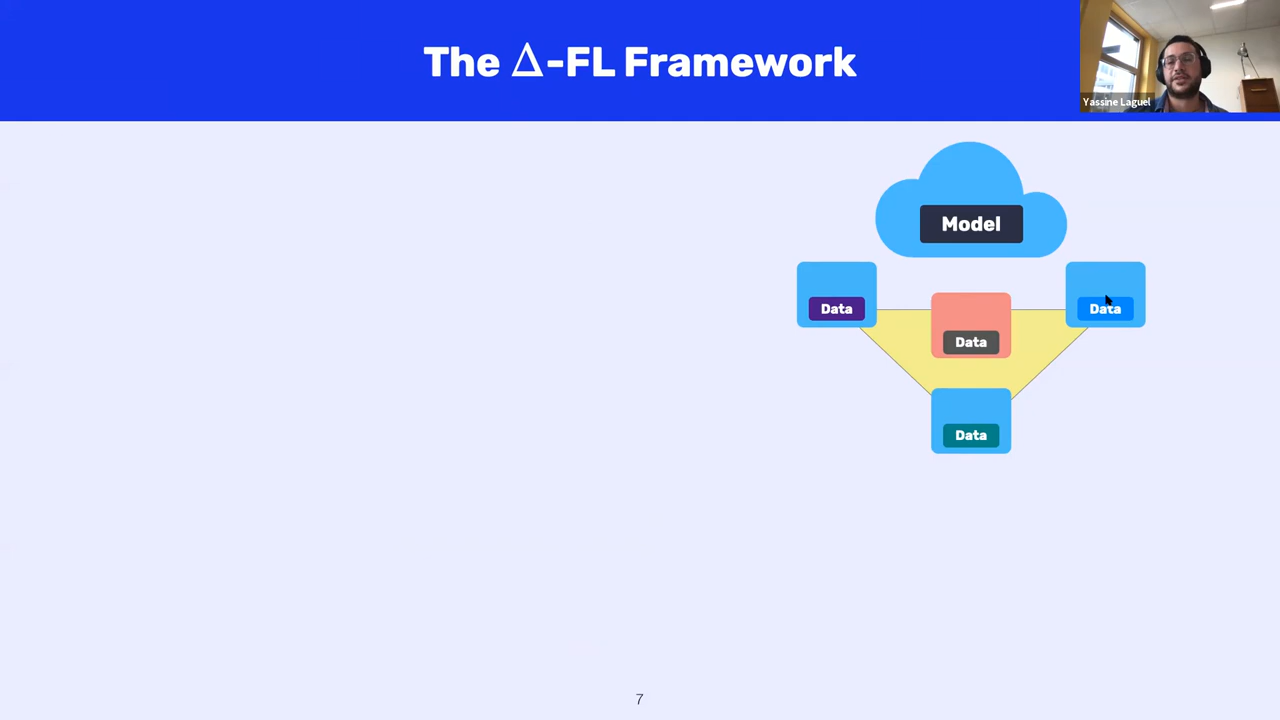 The Δ-FL Framework
Yassine Laguel
Model
Data
Data
Data
Data
7